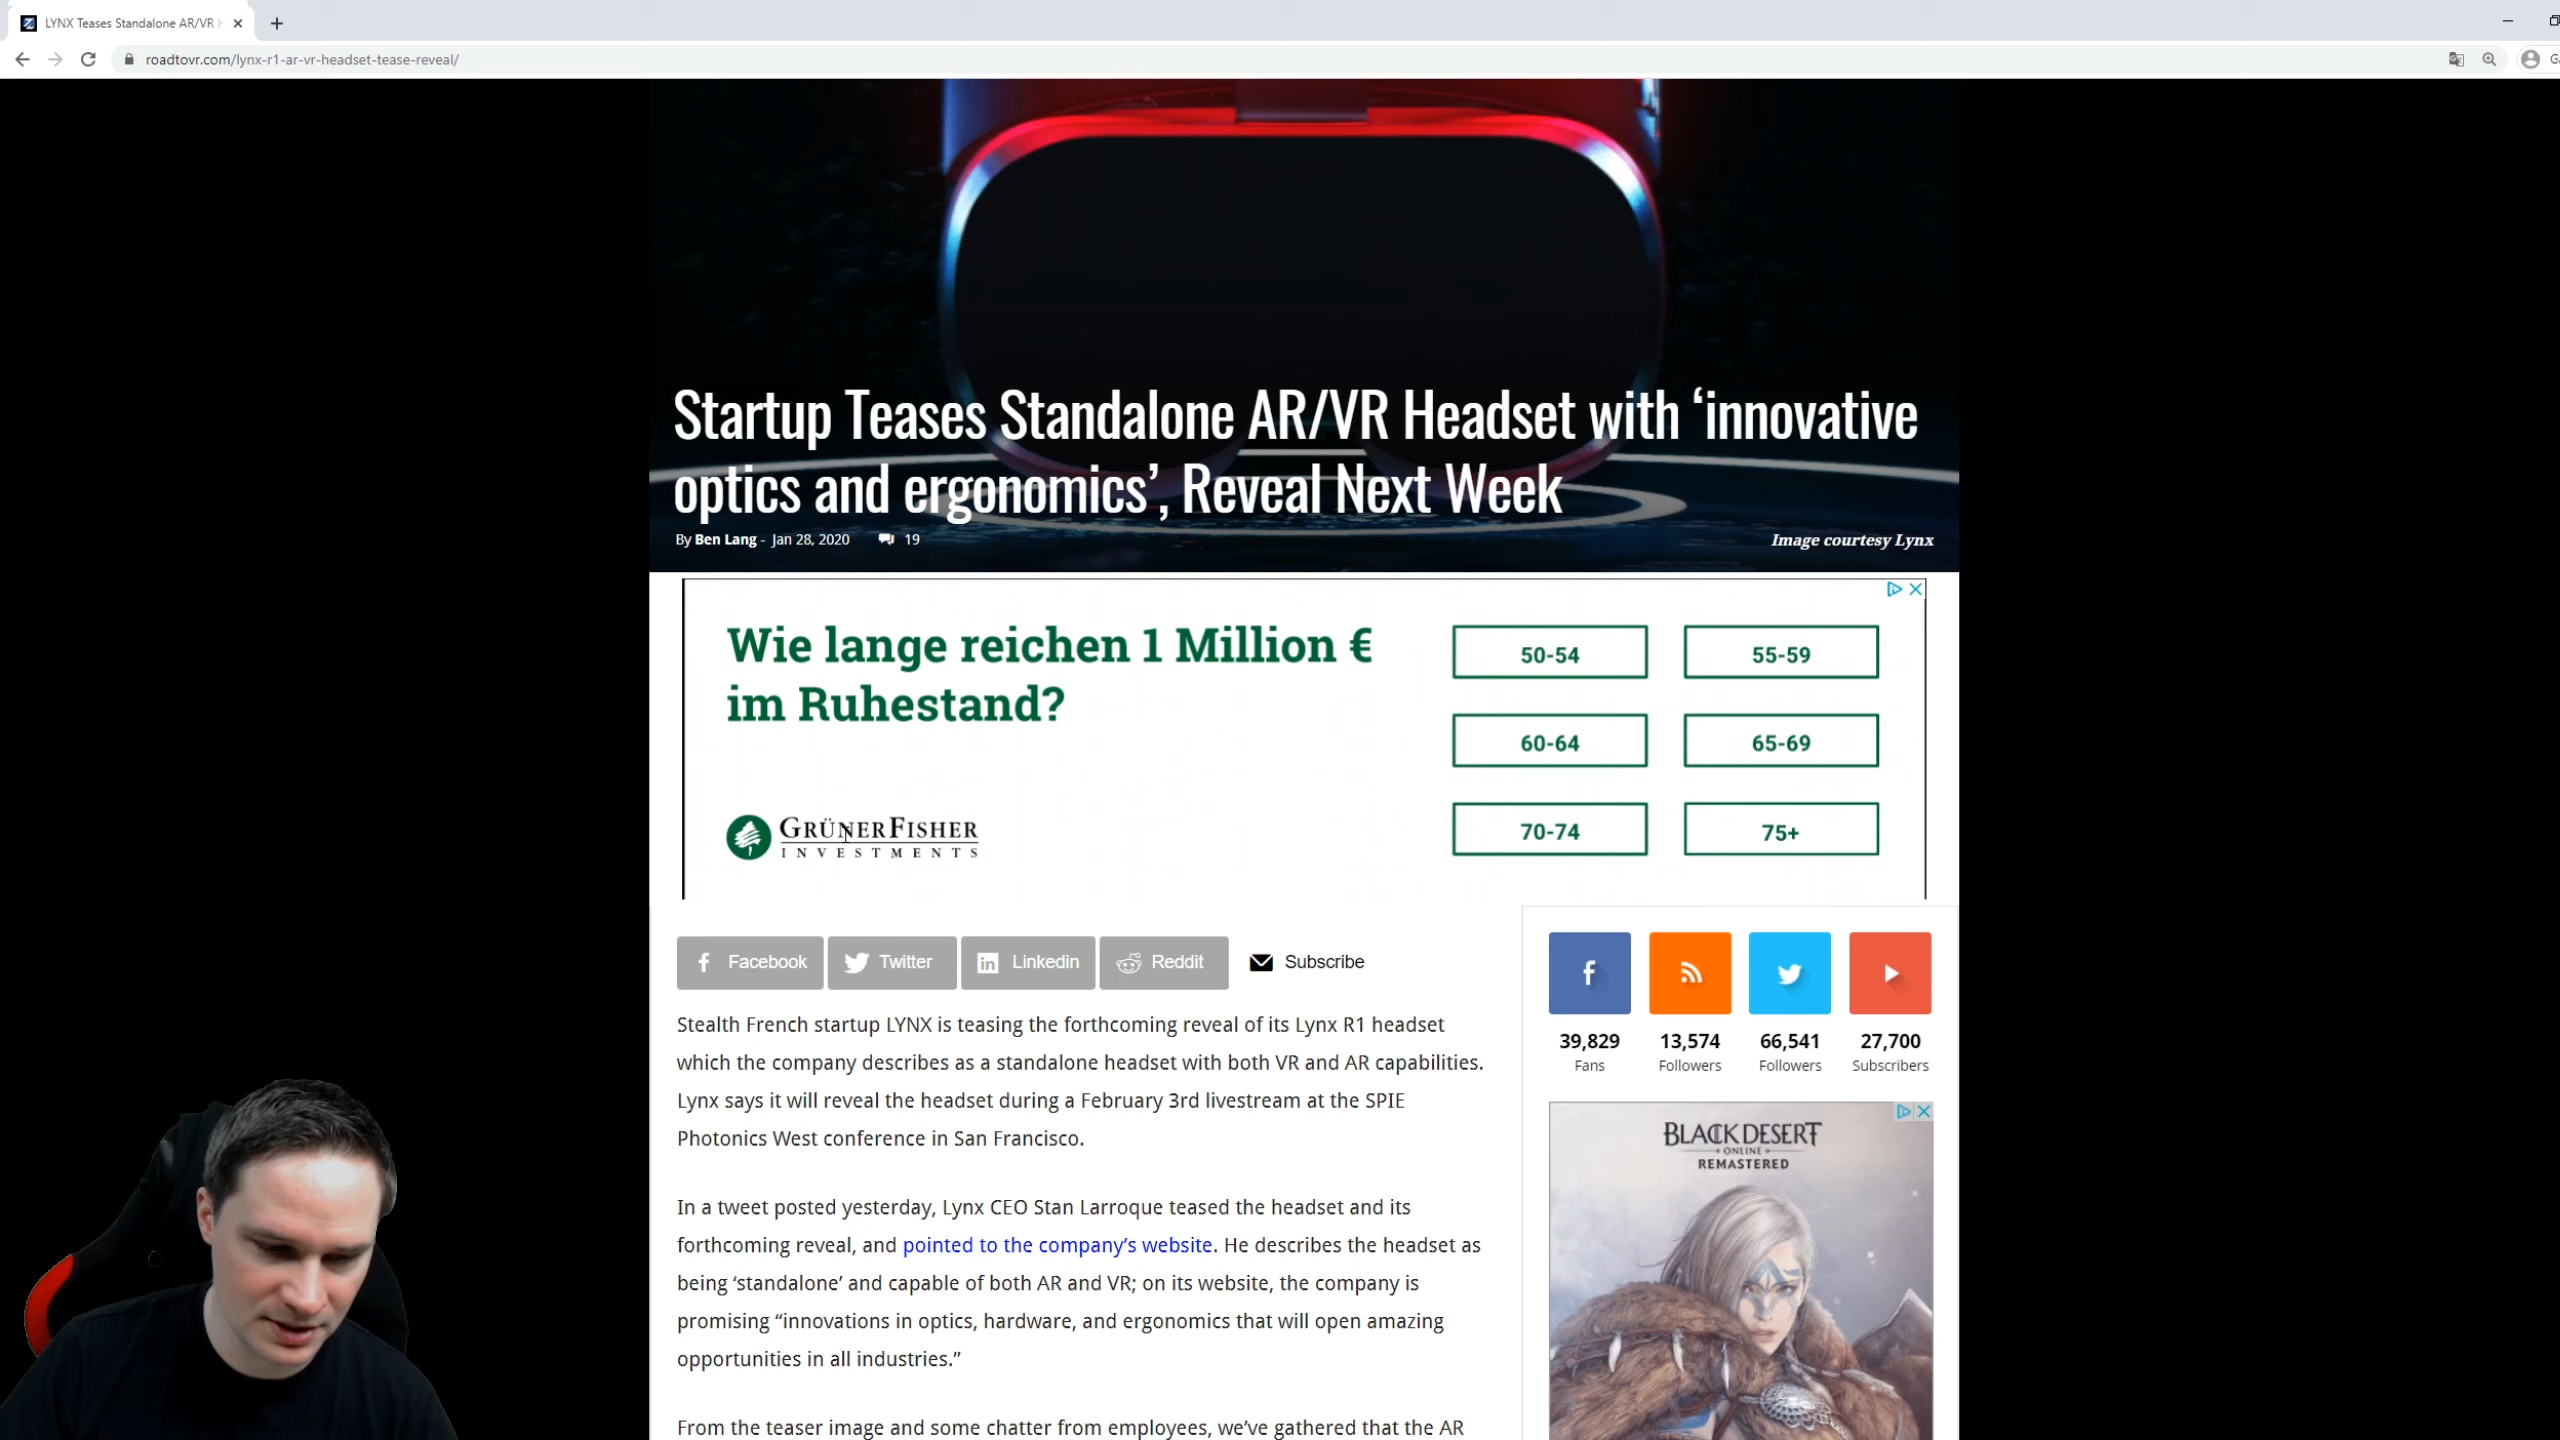 LYNX Teases Standalone AR/VR
roadtovr.com/lynx-r1-ar-vr-headset-tease-reveal/
Startup Teases Standalone AR/VR Headset with ‘innovative
optics and ergonomics’, Reveal Next Week
By Ben Lang - Jan 28, 2020 19
Image courtesy Lynx
Wie lange reichen 1 Million €
im Ruhestand?
50-54 55-59
60-64 65-69
70-74 75+
GRÜNERFISHER
INVESTMENTS
Facebook Twitter Linkedin Reddit Subscribe
Stealth French startup LYNX is teasing the forthcoming reveal of its Lynx R1 headset
which the company describes as a standalone headset with both VR and AR capabilities.
Lynx says it will reveal the headset during a February 3rd livestream at the SPIE
Photonics West conference in San Francisco.
In a tweet posted yesterday, Lynx CEO Stan Larroque teased the headset and its
forthcoming reveal, and pointed to the company’s website. He describes the headset as
being ‘standalone’ and capable of both AR and VR; on its website, the company is
promising “innovations in optics, hardware, and ergonomics that will open amazing
opportunities in all industries.”
From the teaser image and some chatter from employees, we’ve gathered that the AR
39,829 13,574 66,541 27,700
Fans Followers Followers Subscribers
BLACK DESERT
ONLINE
REMASTERED